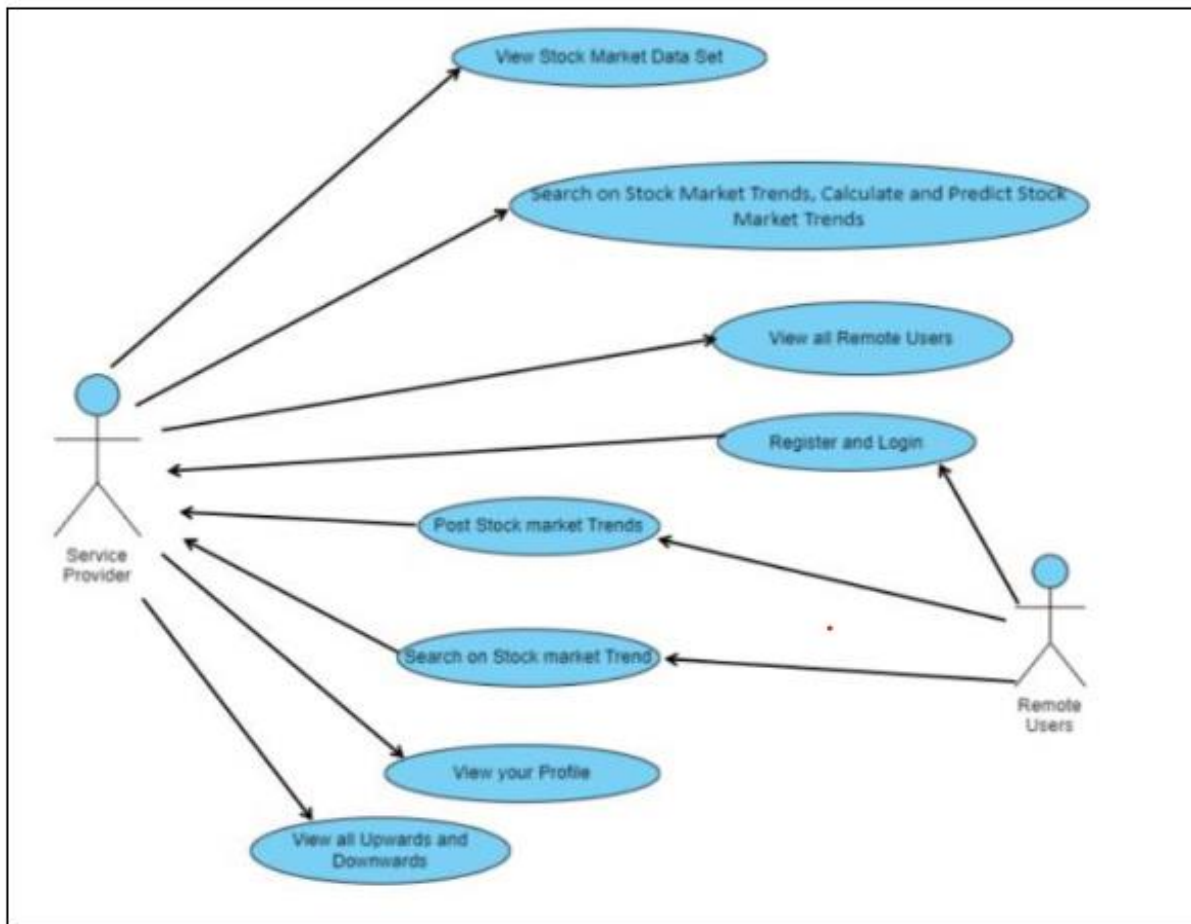 View Stock Market Data Set
Search on Stock Market Trends, Calculate and Predict Stock
Market Trends
View all Remote Users
Register and Login
Post Stock market Trends
Service
Provider
Search on Stock market Trend
Remote
Users
View your Profile
View all Upwards and
Downwards